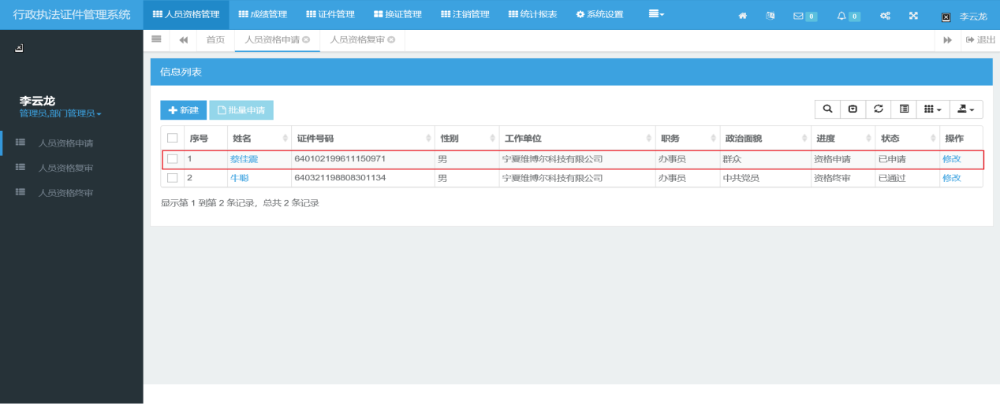 行政执法证件管理系统 人员资格管理 成绩管理 证件管理 换证管理 注销管理 统计报表 系统设置 0 0 李云龙
首页 人员资格申请 人员资格复审 退出
李云龙
管理员,部门管理员
人员资格申请
人员资格复审
人员资格终审
信息列表
新建 批量申请
序号 姓名 证件号码 性别 工作单位 职务 政治面貌 进度 状态 操作
1 蔡佳震 640102199611150971 男 宁夏维博尔科技有限公司 办事员 群众 资格申请 已申请 修改
2 牛聪 640321198808301134 男 宁夏维博尔科技有限公司 办事员 中共党员 资格终审 已通过 修改
显示第 1 到第 2 条记录，总共 2 条记录